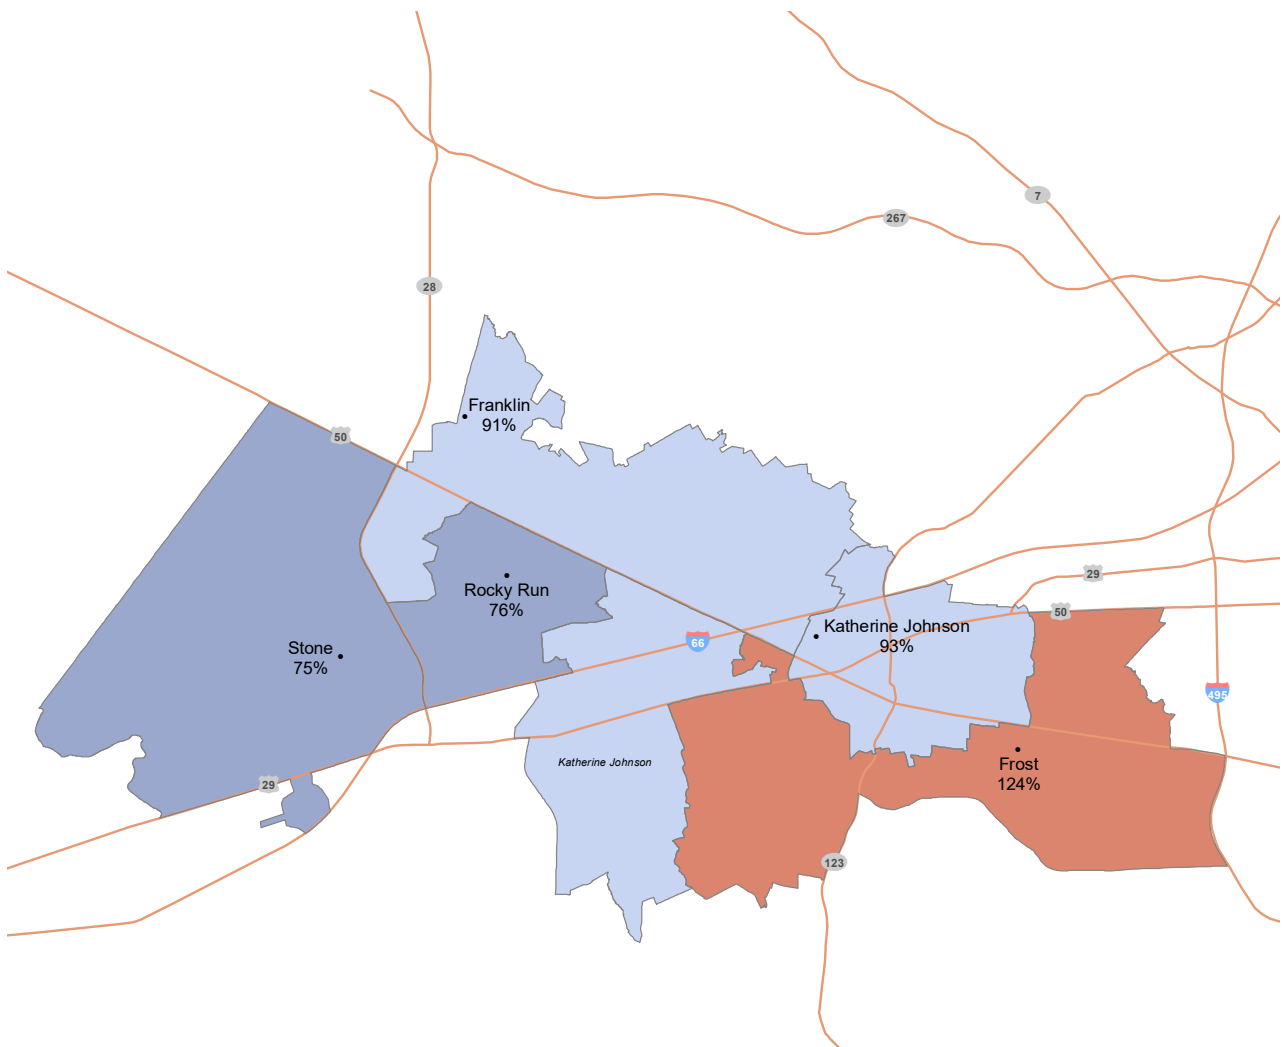 7
267
28
Franklin
91%
50
29
Rocky Run
76%
50
Katherine Johnson
93%
66
Stone
75%
495
Katherine Johnson
Frost
124%
29
123